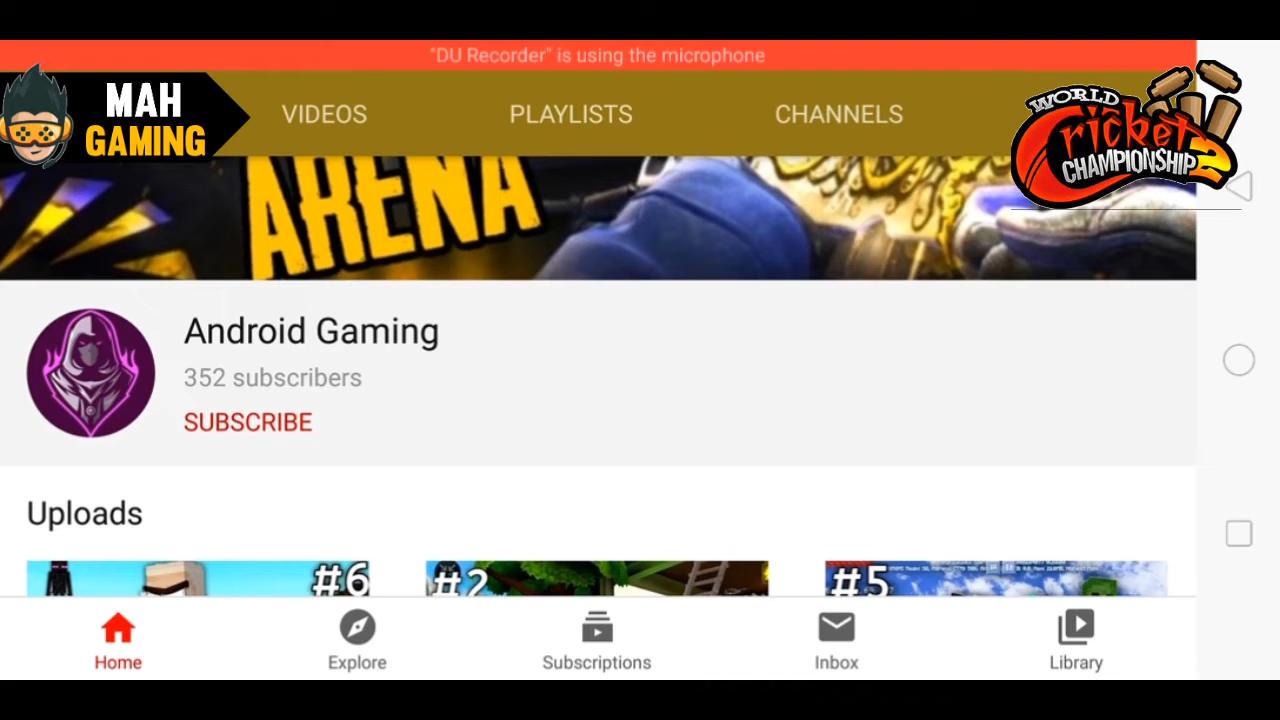 "DU Recorder" is using the microphone
MAH
GAMING
VIDEOS
PLAYLISTS
CHANNELS
WORLD
Cricket
CHAMPIONSHIP 2
ARENA
Android Gaming
352 subscribers
SUBSCRIBE
Uploads
#6
#2
#5
Home
Explore
Subscriptions
Inbox
Library